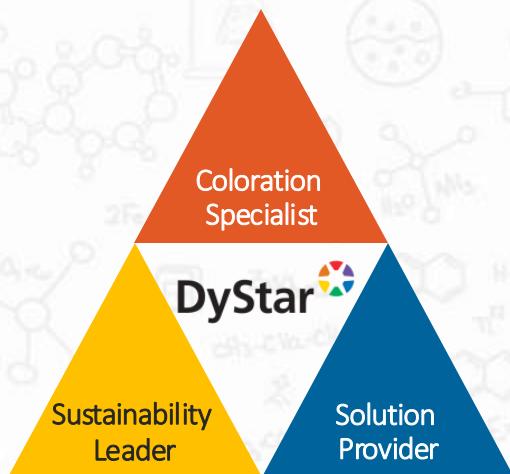 Coloration
Specialist
DyStar
Sustainability
Leader
Solution
Provider